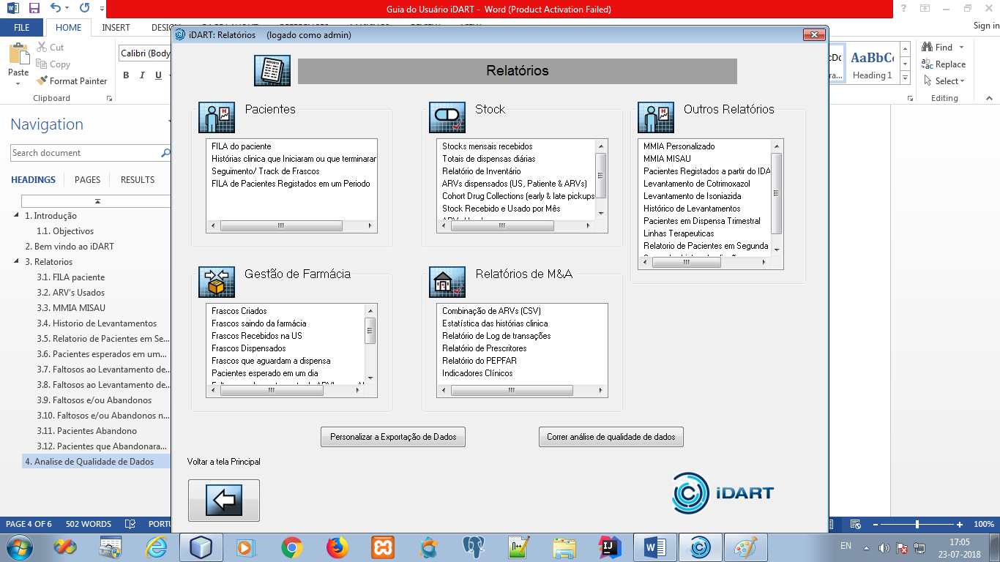 Guia do Usuário iDART - Word (Product Activation Failed)
FILE
HOME
INSERT
Sign in
Paste
Cut
Copy
Format Painter
Clipboard
Calibri (Body
B I U
AaBbCc
Heading 1
Find
Replace
Select
Editing
Navigation
Search document
HEADINGS
PAGES
RESULTS
1. Introdução
1.1. Objectivos
2. Bem vindo ao iDART
3. Relatorios
3.1. FILA paciente
3.2. ARV's Usados
3.3. MMIA MISAU
3.4. Historio de Levantamentos
3.5. Relatorio de Pacientes em Se...
3.6. Pacientes esperados em um...
3.7. Faltosos ao Levantamento de...
3.8. Faltosos ao Levantamento de...
3.9. Faltosos e/ou Abandonos
3.10. Faltosos e/ou Abandonos n...
3.11. Pacientes Abandono
3.12. Pacientes que Abandonara...
4. Analise de Qualidade de Dados
iDART: Relatórios (logado como admin)
Relatórios
Pacientes
FILA do paciente
Histórias clinica que Iniciaram ou que terminarar
Seguimento/ Track de Frascos
FILA de Pacientes Registados em um Periodo
Stock
Stocks mensais recebidos
Totais de dispensas diárias
Relatório de Inventário
ARVs dispensados (US, Patiente & ARVs)
Cohort Drug Collections (early & late pickups
Stock Recebido e Usado por Mês
Outros Relatórios
MMIA Personalizado
MMIA MISAU
Pacientes Registados a partir do IDA
Levantamento de Cotrimoxazol
Levantamento de Isoniazida
Histórico de Levantamentos
Pacientes em Dispensa Trimestral
Linhas Terapeuticas
Relatorio de Pacientes em Segunda
Gestão de Farmácia
Frascos Criados
Frascos saindo da farmácia
Frascos Recebidos na US
Frascos Dispensados
Frascos que aguardam a dispensa
Pacientes esperado em um dia
Relatórios de M&A
Combinação de ARVs (CSV)
Estatística das histórias clinica
Relatório de Log de transações
Relatório de Prescritores
Relatório do PEPFAR
Indicadores Clínicos
Personalizar a Exportação de Dados
Correr análise de qualidade de dados
Voltar a tela Principal
iDART
PAGE 4 OF 6
502 WORDS
PORTU
100%
EN
17:05
23-07-2018